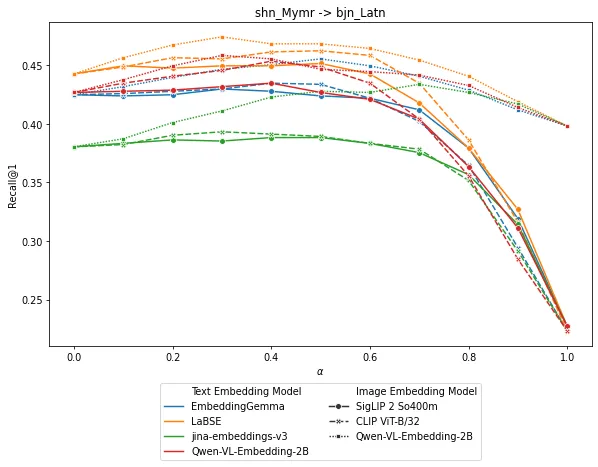 shn_Mymr -> bjn_Latn
Recall@1
0.45
0.40
0.35
0.30
0.25
0.0
0.2
0.4
0.6
0.8
1.0
α
Text Embedding Model
EmbeddingGemma
LaBSE
jina-embeddings-v3
Qwen-VL-Embedding-2B
Image Embedding Model
SigLIP 2 So400m
CLIP ViT-B/32
Qwen-VL-Embedding-2B